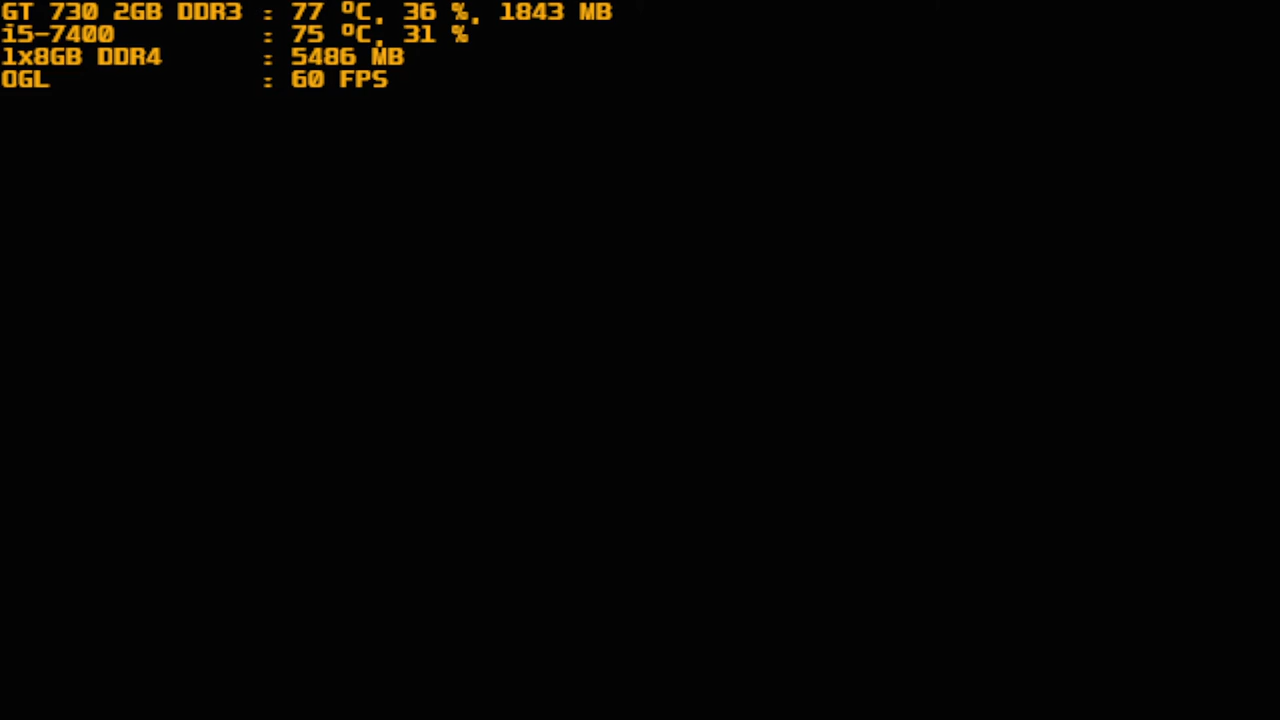 GT 730 2GB DDR3 : 77 ºC, 36 %, 1843 MB
i5-7400 : 75 ºC, 31 %
1x8GB DDR4 : 5486 MB
OGL : 60 FPS